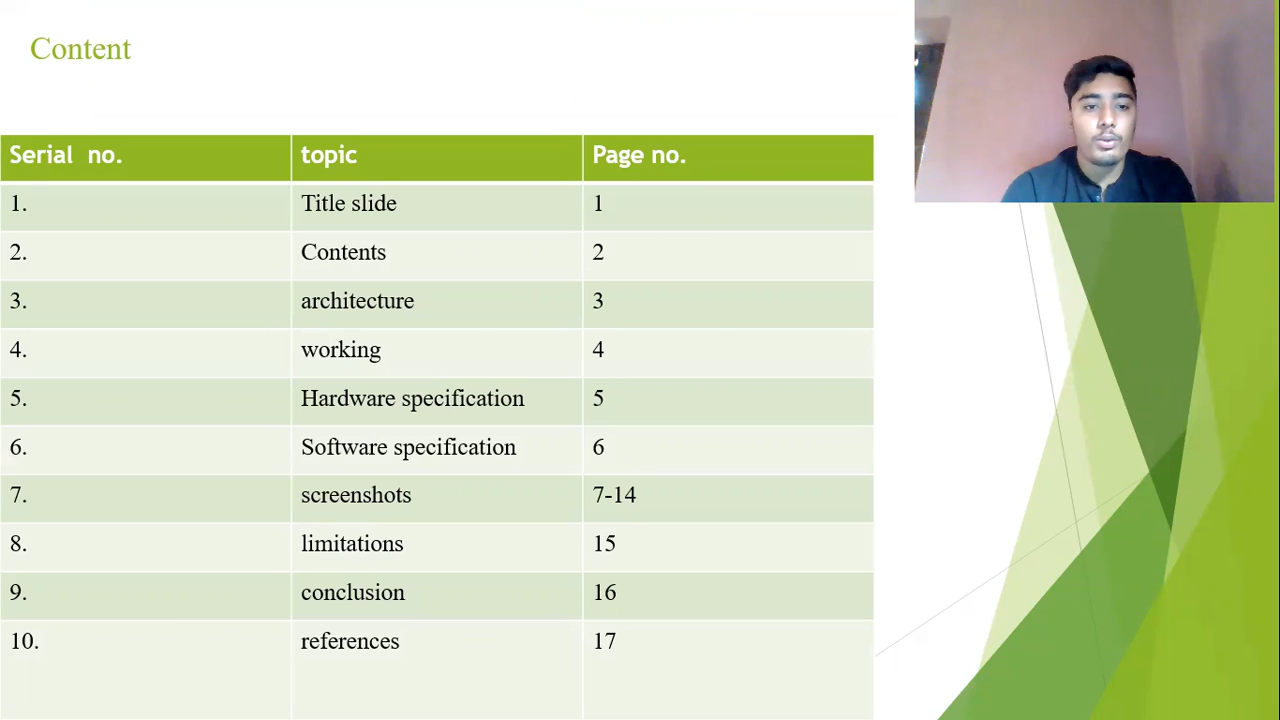 Content
Serial no. topic Page no.
1. Title slide 1
2. Contents 2
3. architecture 3
4. working 4
5. Hardware specification 5
6. Software specification 6
7. screenshots 7-14
8. limitations 15
9. conclusion 16
10. references 17